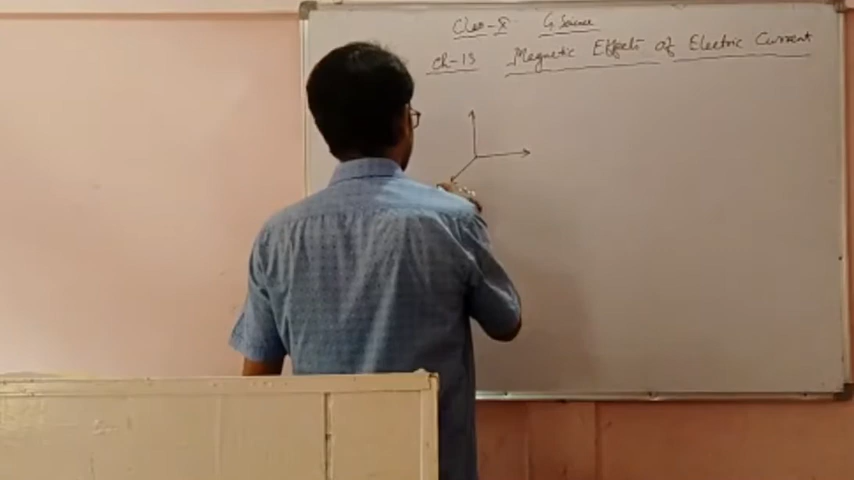 Class-X G. Science
Ch-13 Magnetic Effects of Electric Current